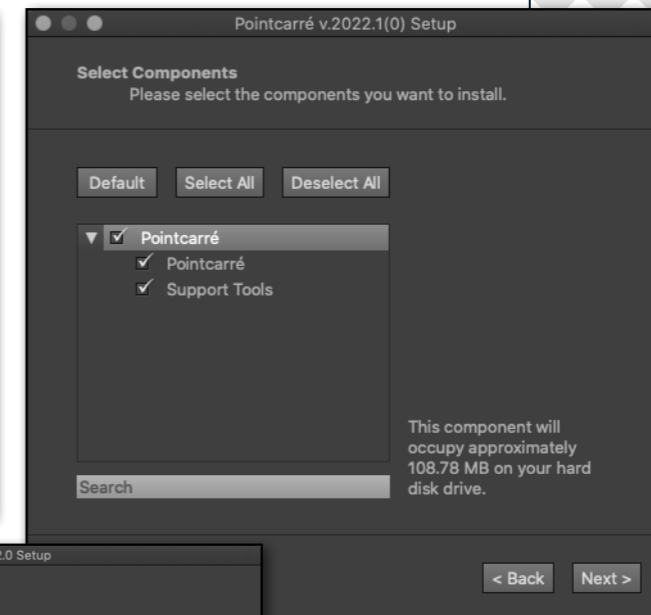 Pointcarré v.2022.1(0) Setup
Select Components
Please select the components you want to install.
Default Select All Deselect All
Pointcarré
Pointcarré
Support Tools
This component will
occupy approximately
108.78 MB on your hard
disk drive.
Search
2.0 Setup
< Back Next >